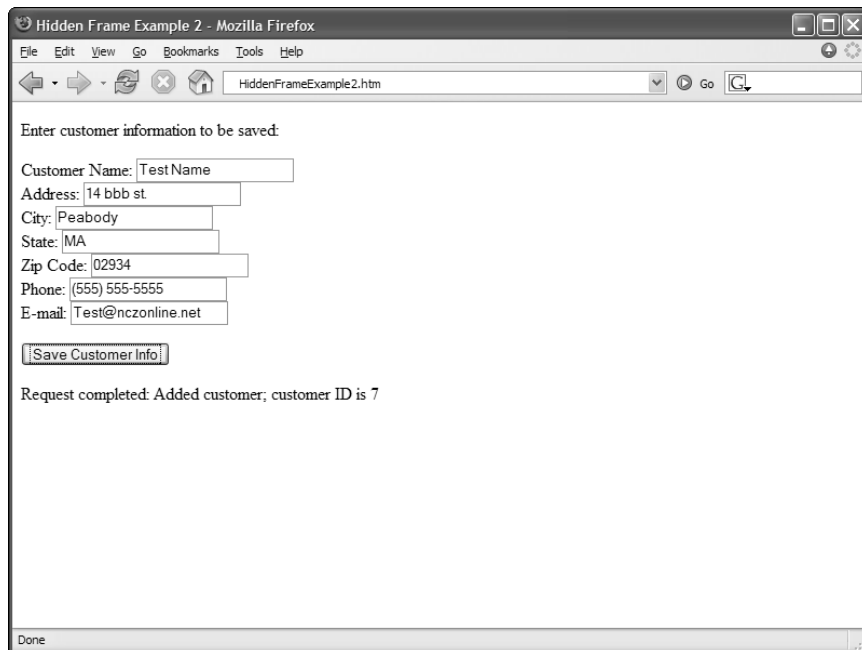 Hidden Frame Example 2 - Mozilla Firefox
File Edit View Go Bookmarks Tools Help
HiddenFrameExample2.htm Go G
Enter customer information to be saved:
Customer Name: Test Name
Address: 14 bbb st.
City: Peabody
State: MA
Zip Code: 02934
Phone: (555) 555-5555
E-mail: Test@nczonline.net
Save Customer Info
Request completed: Added customer; customer ID is 7
Done